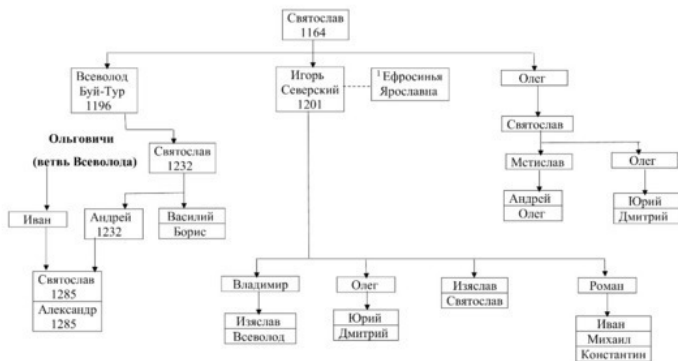 Святослав
1164
Всеволод
Буй-Тур
1196
Игорь
Северский
1201
¹ Ефросинья
Ярославна
Олег
Ольговичи
(ветвь Всеволода)
Святослав
1232
Святослав
Мстислав
Олег
Иван
Андрей
1232
Василий
Борис
Андрей
Олег
Юрий
Дмитрий
Святослав
1285
Александр
1285
Владимир
Олег
Изяслав
Святослав
Роман
Изяслав
Всеволод
Юрий
Дмитрий
Иван
Михаил
Константин